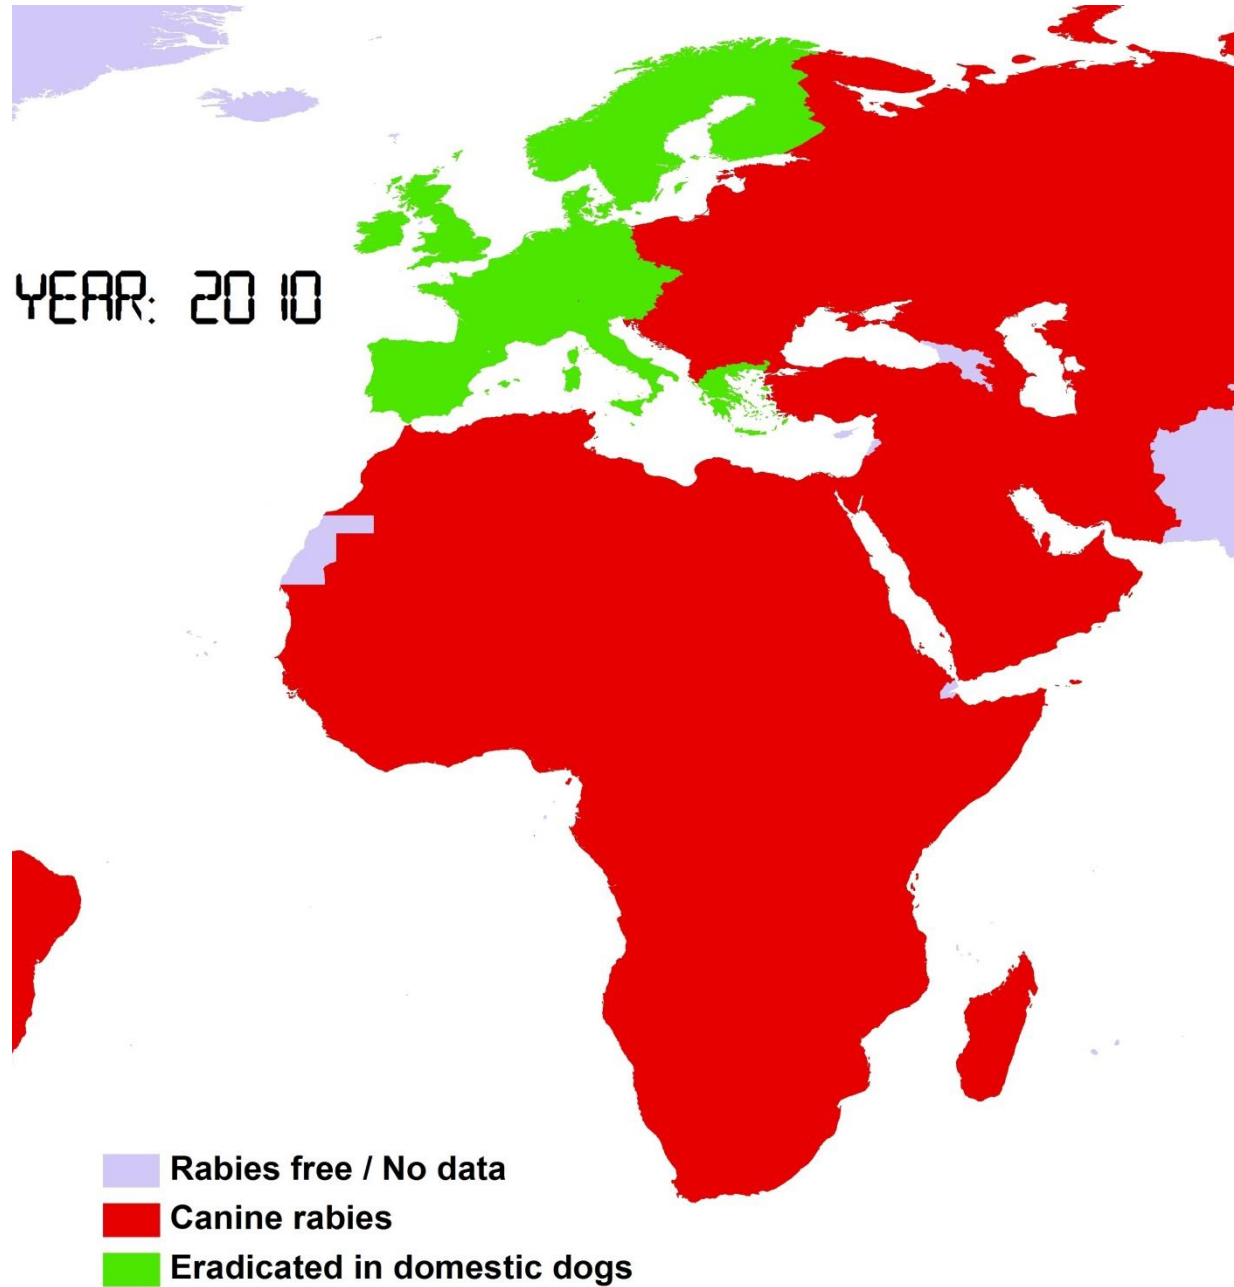 YEAR: 2010
Rabies free / No data
Canine rabies
Eradicated in domestic dogs